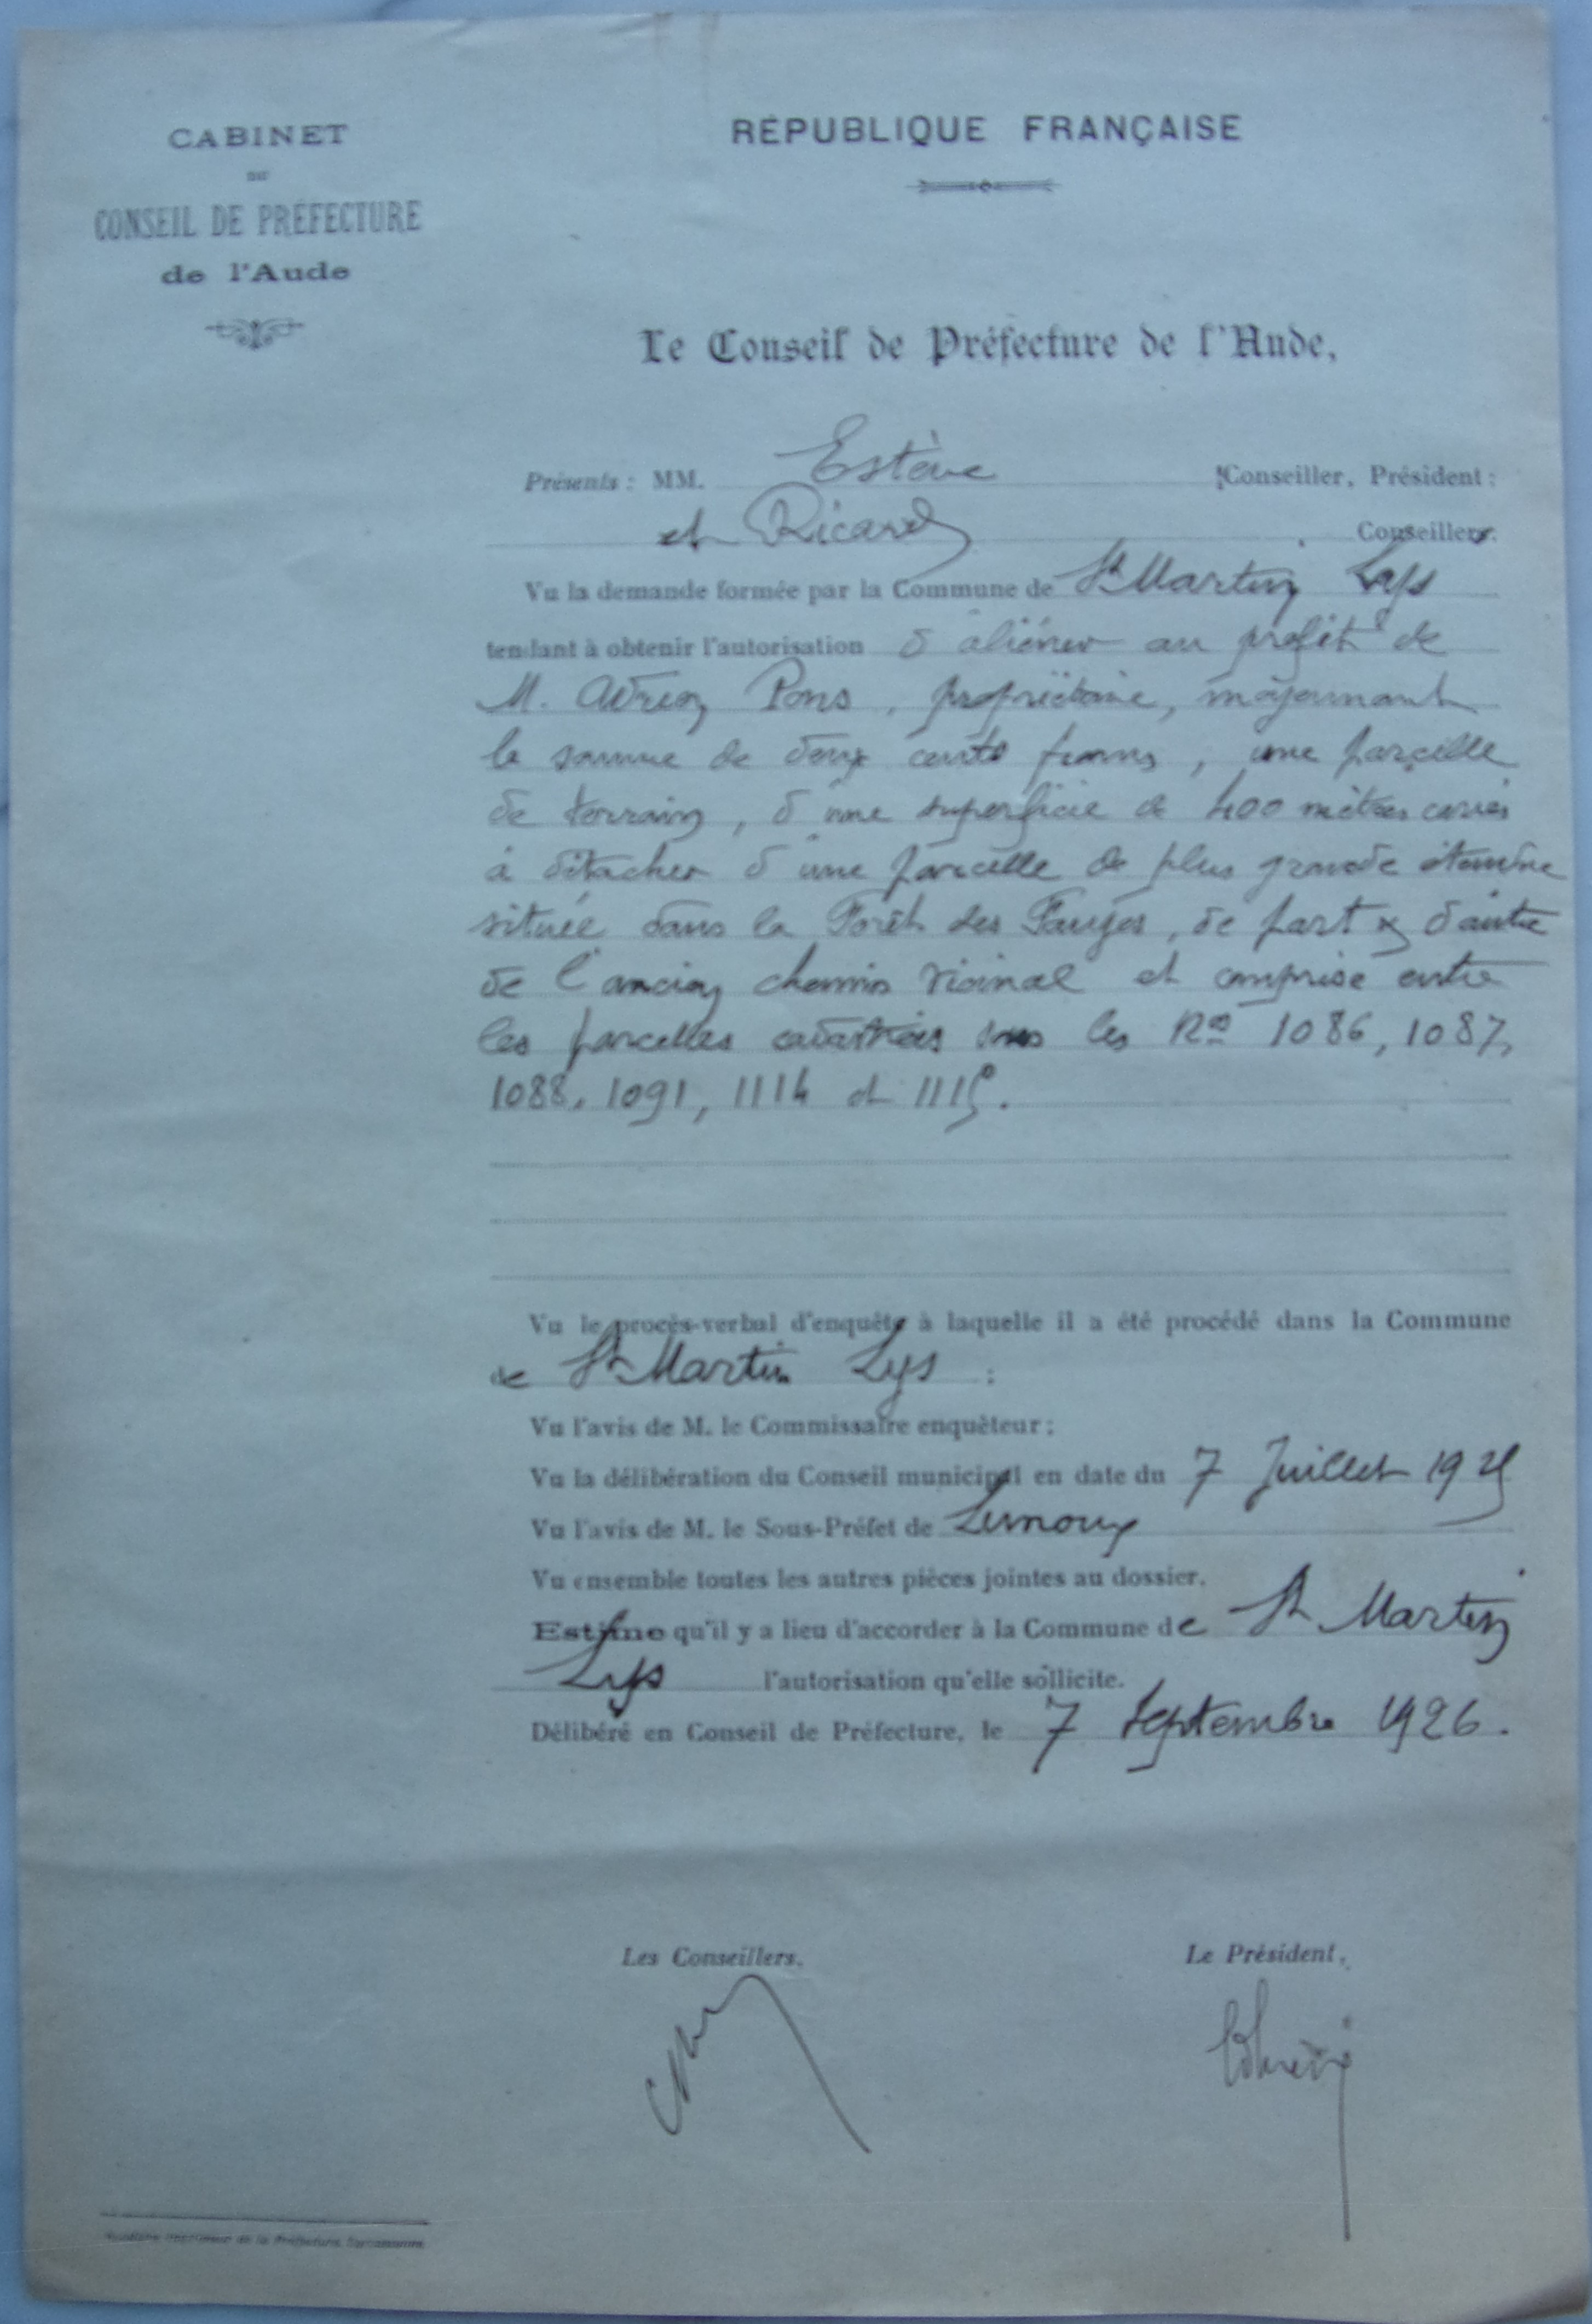 CABINET
DU
CONSEIL DE PRÉFECTURE
de l'Aude
RÉPUBLIQUE FRANÇAISE
Le Conseil de Préfecture de l'Aude,
Présents : MM. Estève Conseiller, Président :
et Ricard Conseiller.
Vu la demande formée par la Commune de St Martin Lys
tendant à obtenir l'autorisation d'aliéner au profit de
M. Adrien Pons, propriétaire, moyennant
la somme de deux cents francs, une parcelle
de terrain, d'une superficie de 400 mètres carrés
à détacher d'une parcelle de plus grande étendue
située dans la Forêt des Fanges, de part & d'autre
de l'ancien chemin vicinal et comprise entre
les parcelles cadastrées sous les Nos 1086, 1087,
1088, 1091, 1114 et 1115.
Vu le procès-verbal d'enquête à laquelle il a été procédé dans la Commune
de St Martin Lys :
Vu l'avis de M. le Commissaire enquêteur ;
Vu la délibération du Conseil municipal en date du 7 Juillet 1925
Vu l'avis de M. le Sous-Préfet de Limoux
Vu ensemble toutes les autres pièces jointes au dossier.
Estime qu'il y a lieu d'accorder à la Commune de St Martin
Lys l'autorisation qu'elle sollicite.
Délibéré en Conseil de Préfecture, le 7 Septembre 1926.
Les Conseillers,
Le Président,
de la Préfecture, Carcassonne